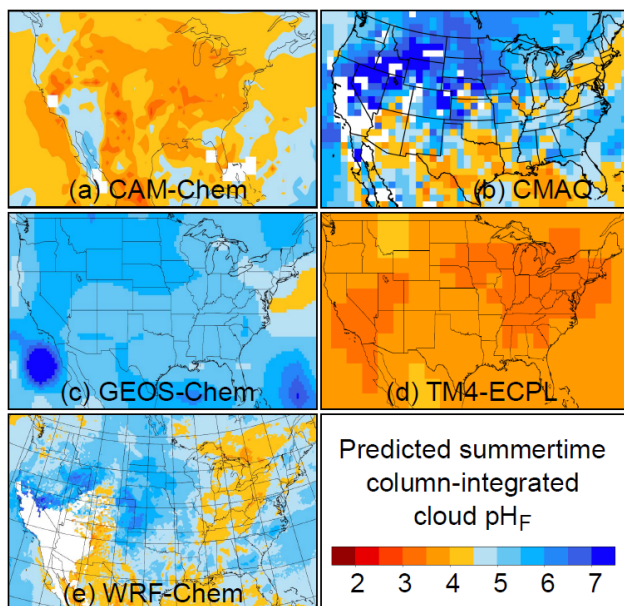 (a) CAM-Chem
(b) CMAQ
(c) GEOS-Chem
(d) TM4-ECPL
(e) WRF-Chem
Predicted summertime
column-integrated
cloud pHF
2 3 4 5 6 7